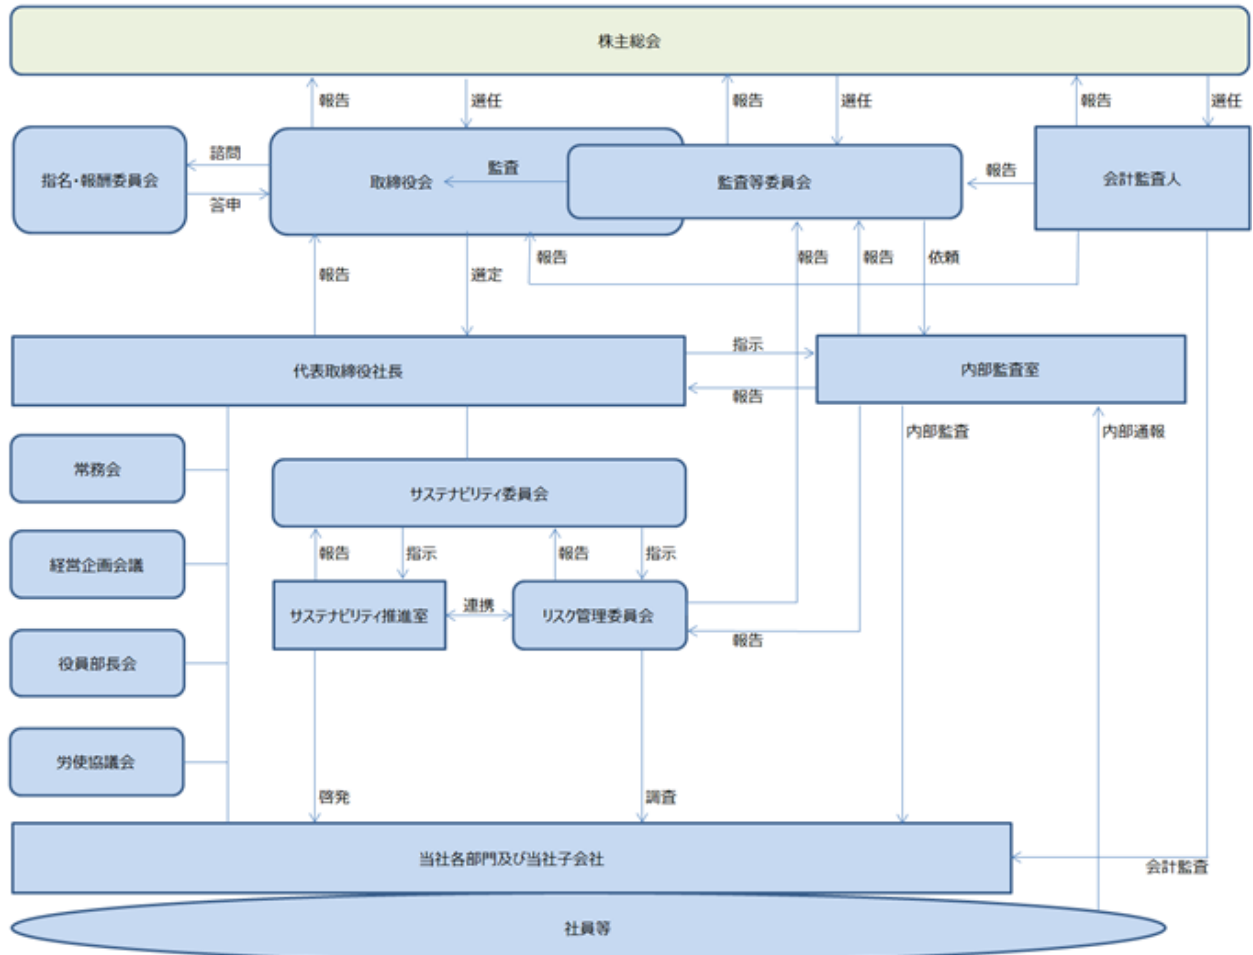 株主総会
報告
選任
報告
選任
報告
選任
指名・報酬委員会
諮問
答申
取締役会
監査
監査等委員会
報告
会計監査人
報告
選定
報告
報告
報告
依頼
代表取締役社長
指示
報告
内部監査室
内部監査
内部通報
常務会
サステナビリティ委員会
経営企画会議
報告
指示
報告
指示
サステナビリティ推進室
連携
リスク管理委員会
報告
役員部長会
労使協議会
啓発
調査
当社各部門及び当社子会社
会計監査
社員等